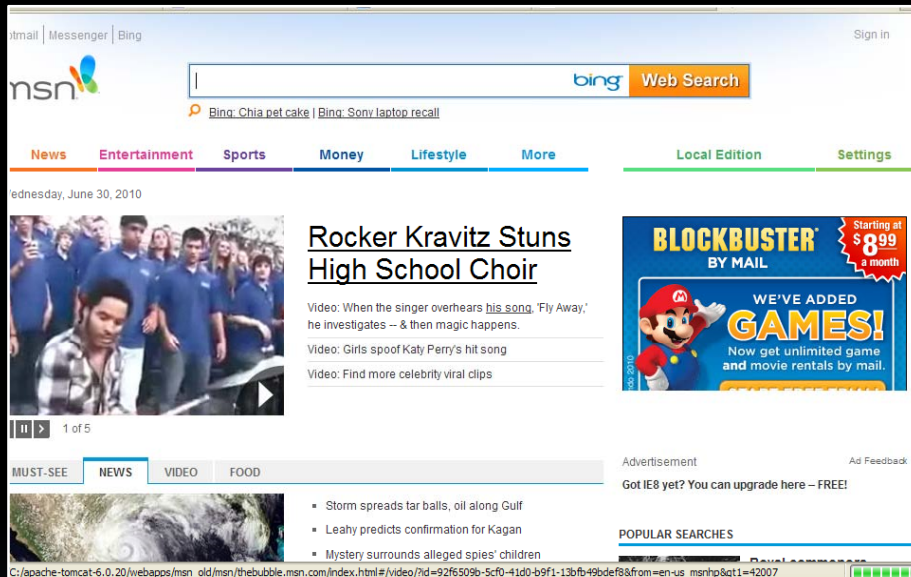 otmail | Messenger | Bing
Sign in
msn
bing Web Search
Bing: Chia pet cake | Bing: Sony laptop recall
News Entertainment Sports Money Lifestyle More Local Edition Settings
ednesday, June 30, 2010
Rocker Kravitz Stuns
High School Choir
Video: When the singer overhears his song, 'Fly Away,'
he investigates -- & then magic happens.
Video: Girls spoof Katy Perry's hit song
Video: Find more celebrity viral clips
1 of 5
BLOCKBUSTER®
BY MAIL
Starting at
$8.99
a month
WE'VE ADDED
GAMES!
Now get unlimited game
and movie rentals by mail.
START FREE TRIAL
ndo 2010
Advertisement Ad Feedback
Got IE8 yet? You can upgrade here -- FREE!
MUST-SEE NEWS VIDEO FOOD
Storm spreads tar balls, oil along Gulf
Leahy predicts confirmation for Kagan
Mystery surrounds alleged spies' children
POPULAR SEARCHES
C:/apache-tomcat-6.0.20/webapps/msn_old/msn/thebubble.msn.com/index.html#/video/?id=92f6509b-5cf0-41d0-b9f1-13bfb49bdef8&from=en-us_msnhp&gt1=42007